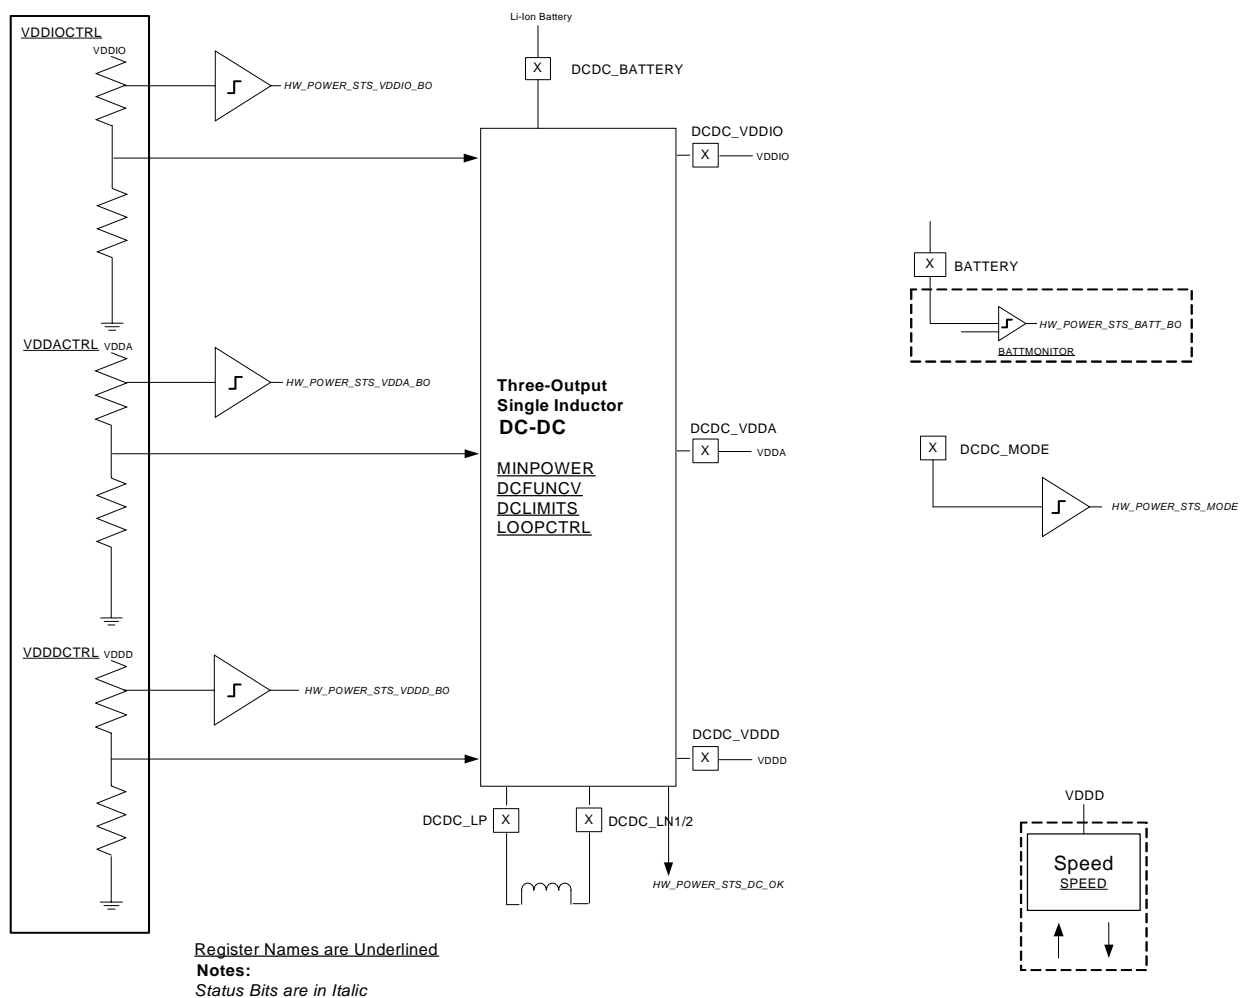 Li-Ion Battery
VDDIOCTRL
VDDIO
HW_POWER_STS_VDDIO_BO
X
DCDC_BATTERY
DCDC_VDDIO
X
VDDIO
X
BATTERY
HW_POWER_STS_BATT_BO
BATTMONITOR
VDDACTRL
VDDA
HW_POWER_STS_VDDA_BO
Three-Output
Single Inductor
DC-DC
MINPOWER
DCFUNCV
DCLIMITS
LOOPCTRL
DCDC_VDDA
X
VDDA
X
DCDC_MODE
HW_POWER_STS_MODE
VDDDCTRL
VDDD
HW_POWER_STS_VDDD_BO
DCDC_VDDD
X
VDDD
DCDC_LP
X
X
DCDC_LN1/2
HW_POWER_STS_DC_OK
VDDD
Speed
SPEED
Register Names are Underlined
Notes:
Status Bits are in Italic